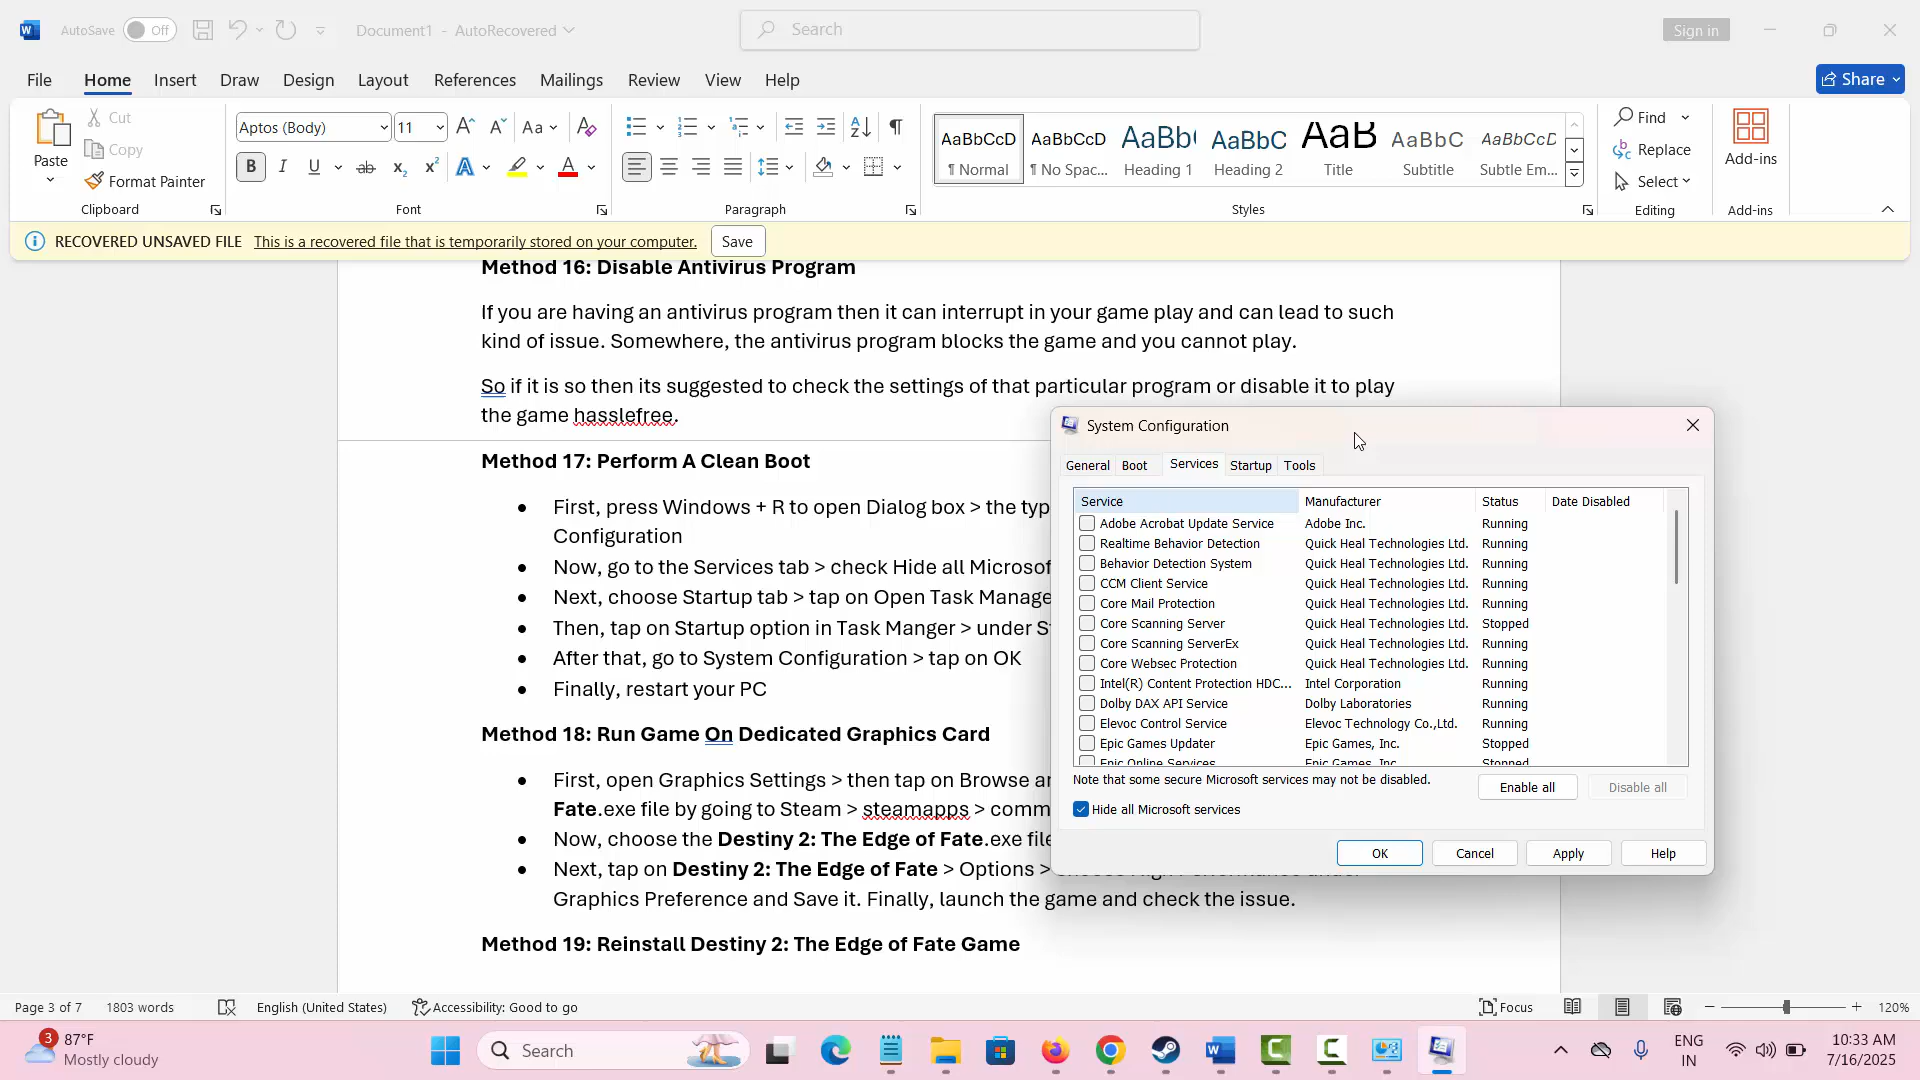 AutoSave Off Document1 - AutoRecovered Search Sign in
File Home Insert Draw Design Layout References Mailings Review View Help Share
Paste Cut Copy Format Painter
Clipboard
Aptos (Body) 11 Aa
B I U ab x₂ x² A A
Font
Paragraph
AaBbCcD AaBbCcD AaBb( AaBbC AaB AaBbC AaBbCcD
¶ Normal ¶ No Spac... Heading 1 Heading 2 Title Subtitle Subtle Em...
Styles
Find
Replace
Select
Editing
Add-ins
Add-ins
RECOVERED UNSAVED FILE This is a recovered file that is temporarily stored on your computer. Save
Method 16: Disable Antivirus Program
If you are having an antivirus program then it can interrupt in your game play and can lead to such
kind of issue. Somewhere, the antivirus program blocks the game and you cannot play.
So if it is so then its suggested to check the settings of that particular program or disable it to play
the game hasslefree.
Method 17: Perform A Clean Boot
• First, press Windows + R to open Dialog box > the typ
Configuration
• Now, go to the Services tab > check Hide all Microsof
• Next, choose Startup tab > tap on Open Task Manage
• Then, tap on Startup option in Task Manger > under S
• After that, go to System Configuration > tap on OK
• Finally, restart your PC
Method 18: Run Game On Dedicated Graphics Card
• First, open Graphics Settings > then tap on Browse an
Fate.exe file by going to Steam > steamapps > comm
• Now, choose the Destiny 2: The Edge of Fate.exe file
• Next, tap on Destiny 2: The Edge of Fate > Options >
Graphics Preference and Save it. Finally, launch the game and check the issue.
Method 19: Reinstall Destiny 2: The Edge of Fate Game
System Configuration
General Boot Services Startup Tools
Service Manufacturer Status Date Disabled
Adobe Acrobat Update Service Adobe Inc. Running
Realtime Behavior Detection Quick Heal Technologies Ltd. Running
Behavior Detection System Quick Heal Technologies Ltd. Running
CCM Client Service Quick Heal Technologies Ltd. Running
Core Mail Protection Quick Heal Technologies Ltd. Running
Core Scanning Server Quick Heal Technologies Ltd. Stopped
Core Scanning ServerEx Quick Heal Technologies Ltd. Running
Core Websec Protection Quick Heal Technologies Ltd. Running
Intel(R) Content Protection HDC... Intel Corporation Running
Dolby DAX API Service Dolby Laboratories Running
Elevoc Control Service Elevoc Technology Co.,Ltd. Running
Epic Games Updater Epic Games, Inc. Stopped
Epic Online Services Epic Games, Inc. Stopped
Note that some secure Microsoft services may not be disabled. Enable all Disable all
Hide all Microsoft services
OK Cancel Apply Help
Page 3 of 7 1803 words English (United States) Accessibility: Good to go Focus 120%
3 87°F
Mostly cloudy
Search
ENG
IN
10:33 AM
7/16/2025